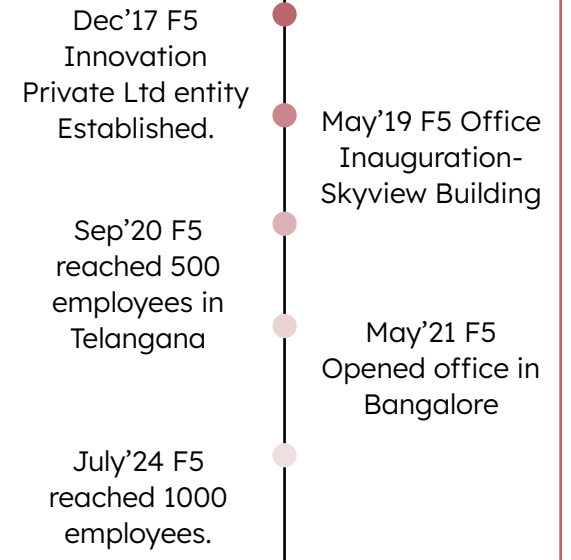 Dec’17 F5
Innovation
Private Ltd entity
Established.
May’19 F5 Office
Inauguration-
Skyview Building
Sep’20 F5
reached 500
employees in
Telangana
May’21 F5
Opened office in
Bangalore
July’24 F5
reached 1000
employees.